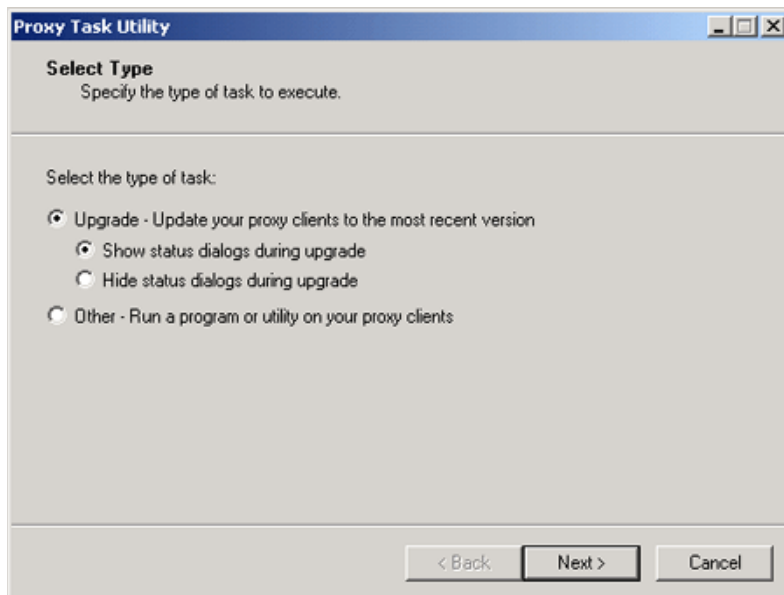 Proxy Task Utility
Select Type
Specify the type of task to execute.
Select the type of task:
Upgrade - Update your proxy clients to the most recent version
Show status dialogs during upgrade
Hide status dialogs during upgrade
Other - Run a program or utility on your proxy clients
< Back Next > Cancel